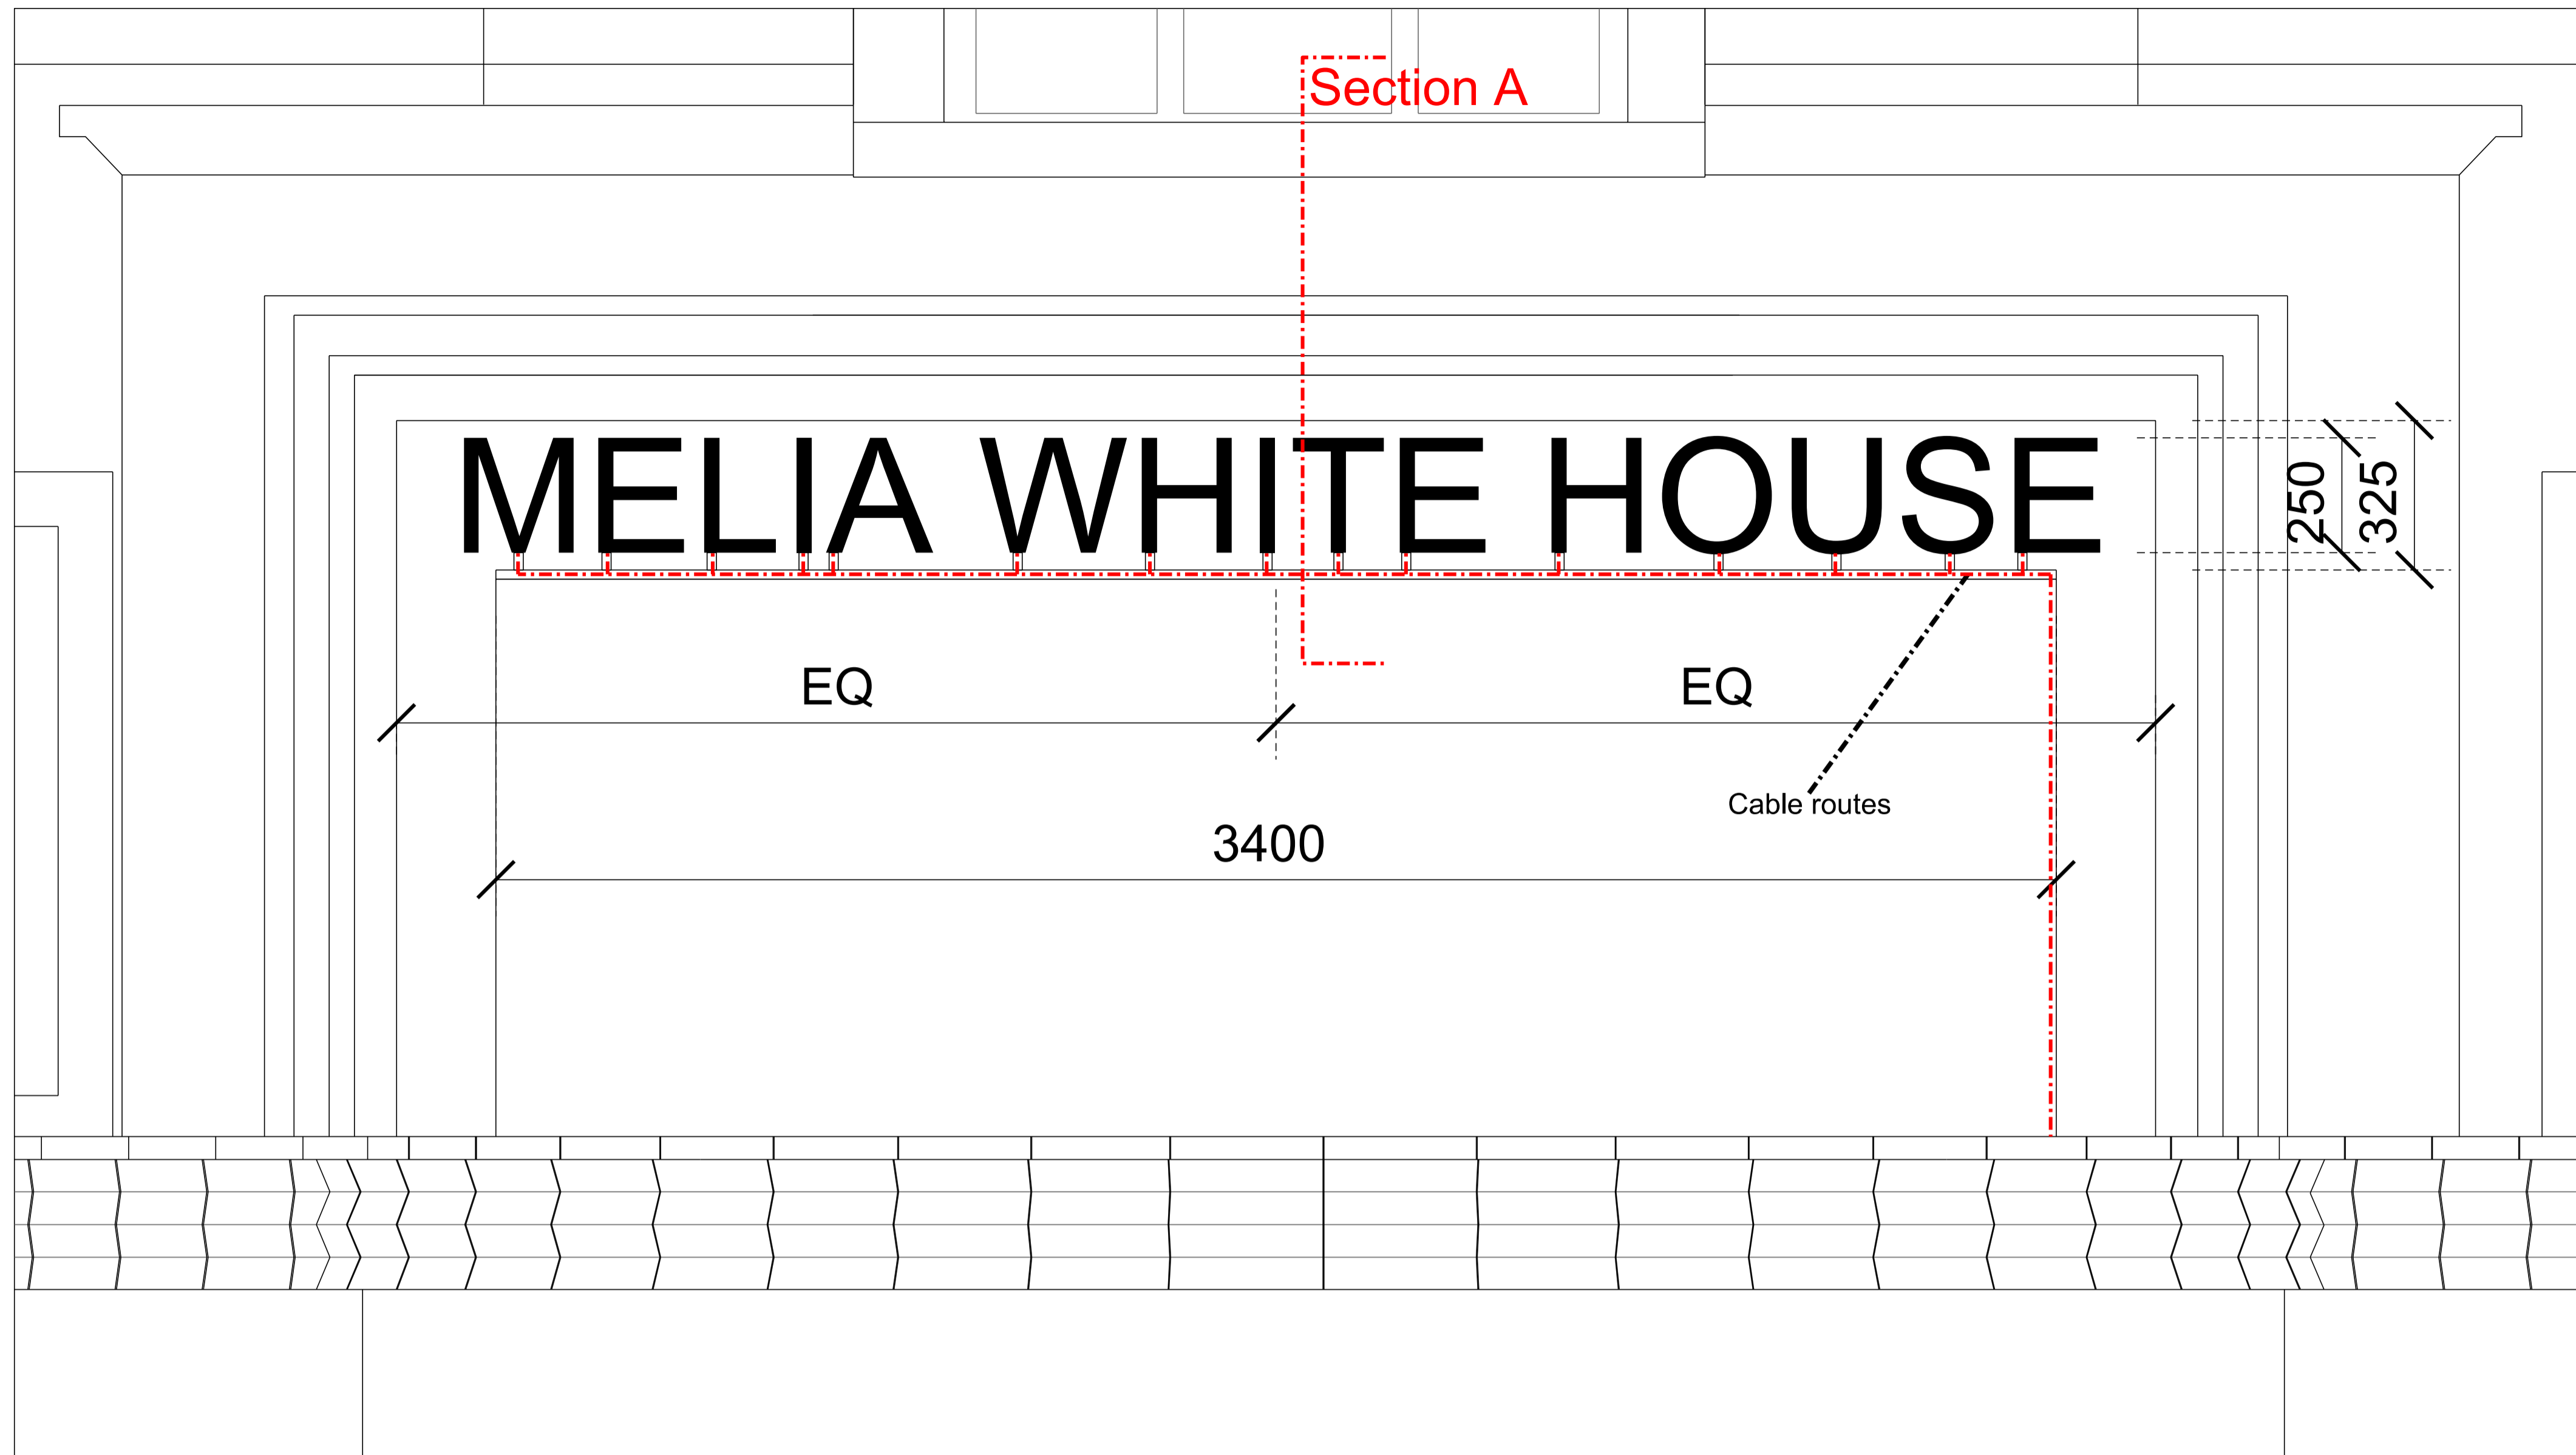 Section A
MELIA WHITE HOUSE
250
325
EQ
EQ
Cable routes
3400